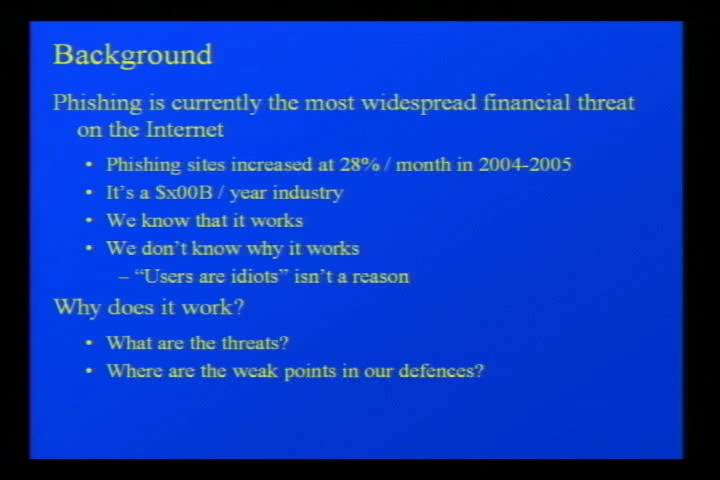 Background
Phishing is currently the most widespread financial threat
on the Internet
• Phishing sites increased at 28% / month in 2004-2005
• It's a $x00B / year industry
• We know that it works
• We don't know why it works
– “Users are idiots” isn't a reason
Why does it work?
• What are the threats?
• Where are the weak points in our defences?